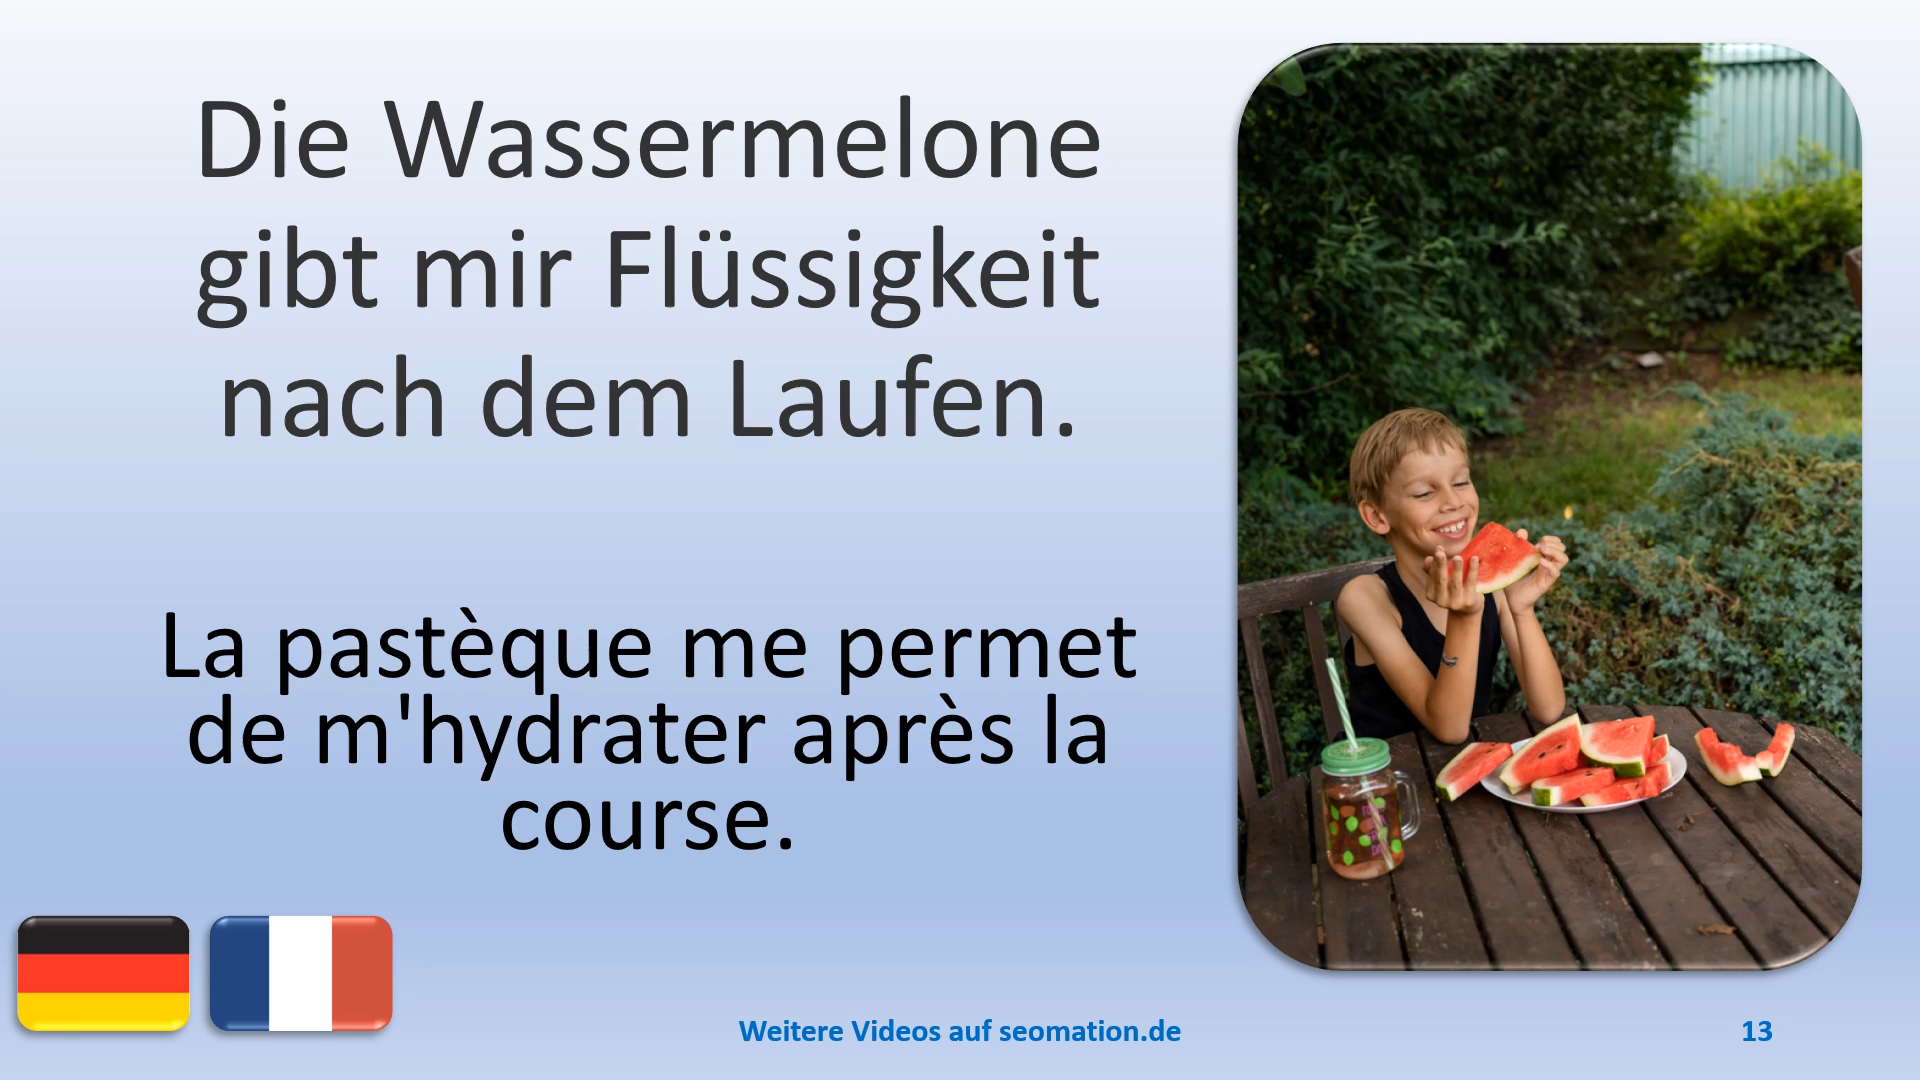 Die Wassermelone
gibt mir Flüssigkeit
nach dem Laufen.
La pastèque me permet
de m'hydrater après la
course.
Weitere Videos auf seomation.de
13